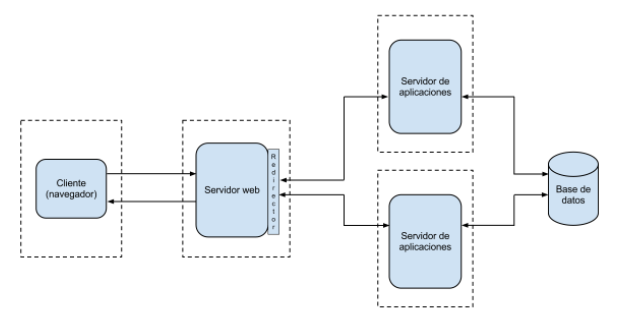 Cliente
(navegador)
Servidor web
Redirector
Servidor de
aplicaciones
Servidor de
aplicaciones
Base de
datos